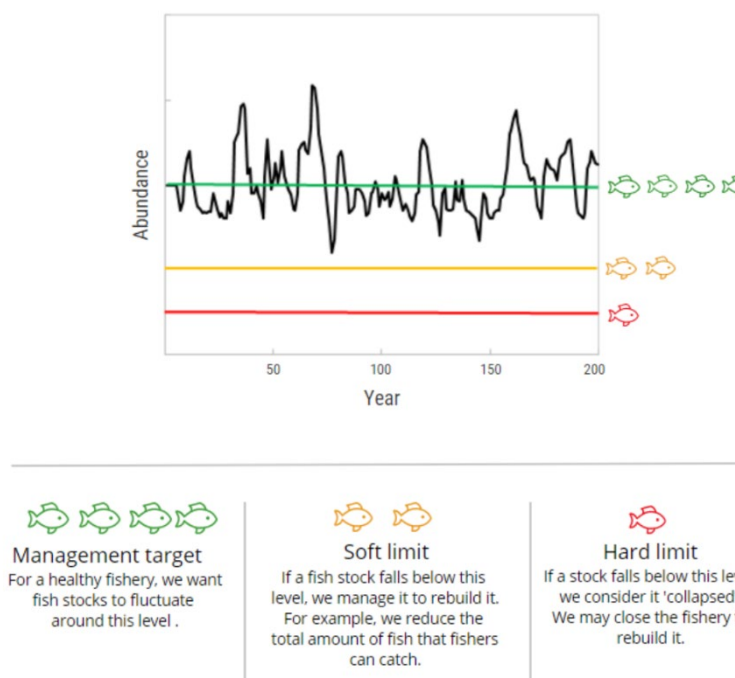 Abundance
50
100
150
200
Year
Management target
For a healthy fishery, we want
fish stocks to fluctuate
around this level .
Soft limit
If a fish stock falls below this
level, we manage it to rebuild it.
For example, we reduce the
total amount of fish that fishers
can catch.
Hard limit
If a stock falls below this
we consider it 'collapsed
We may close the fishery
rebuild it.